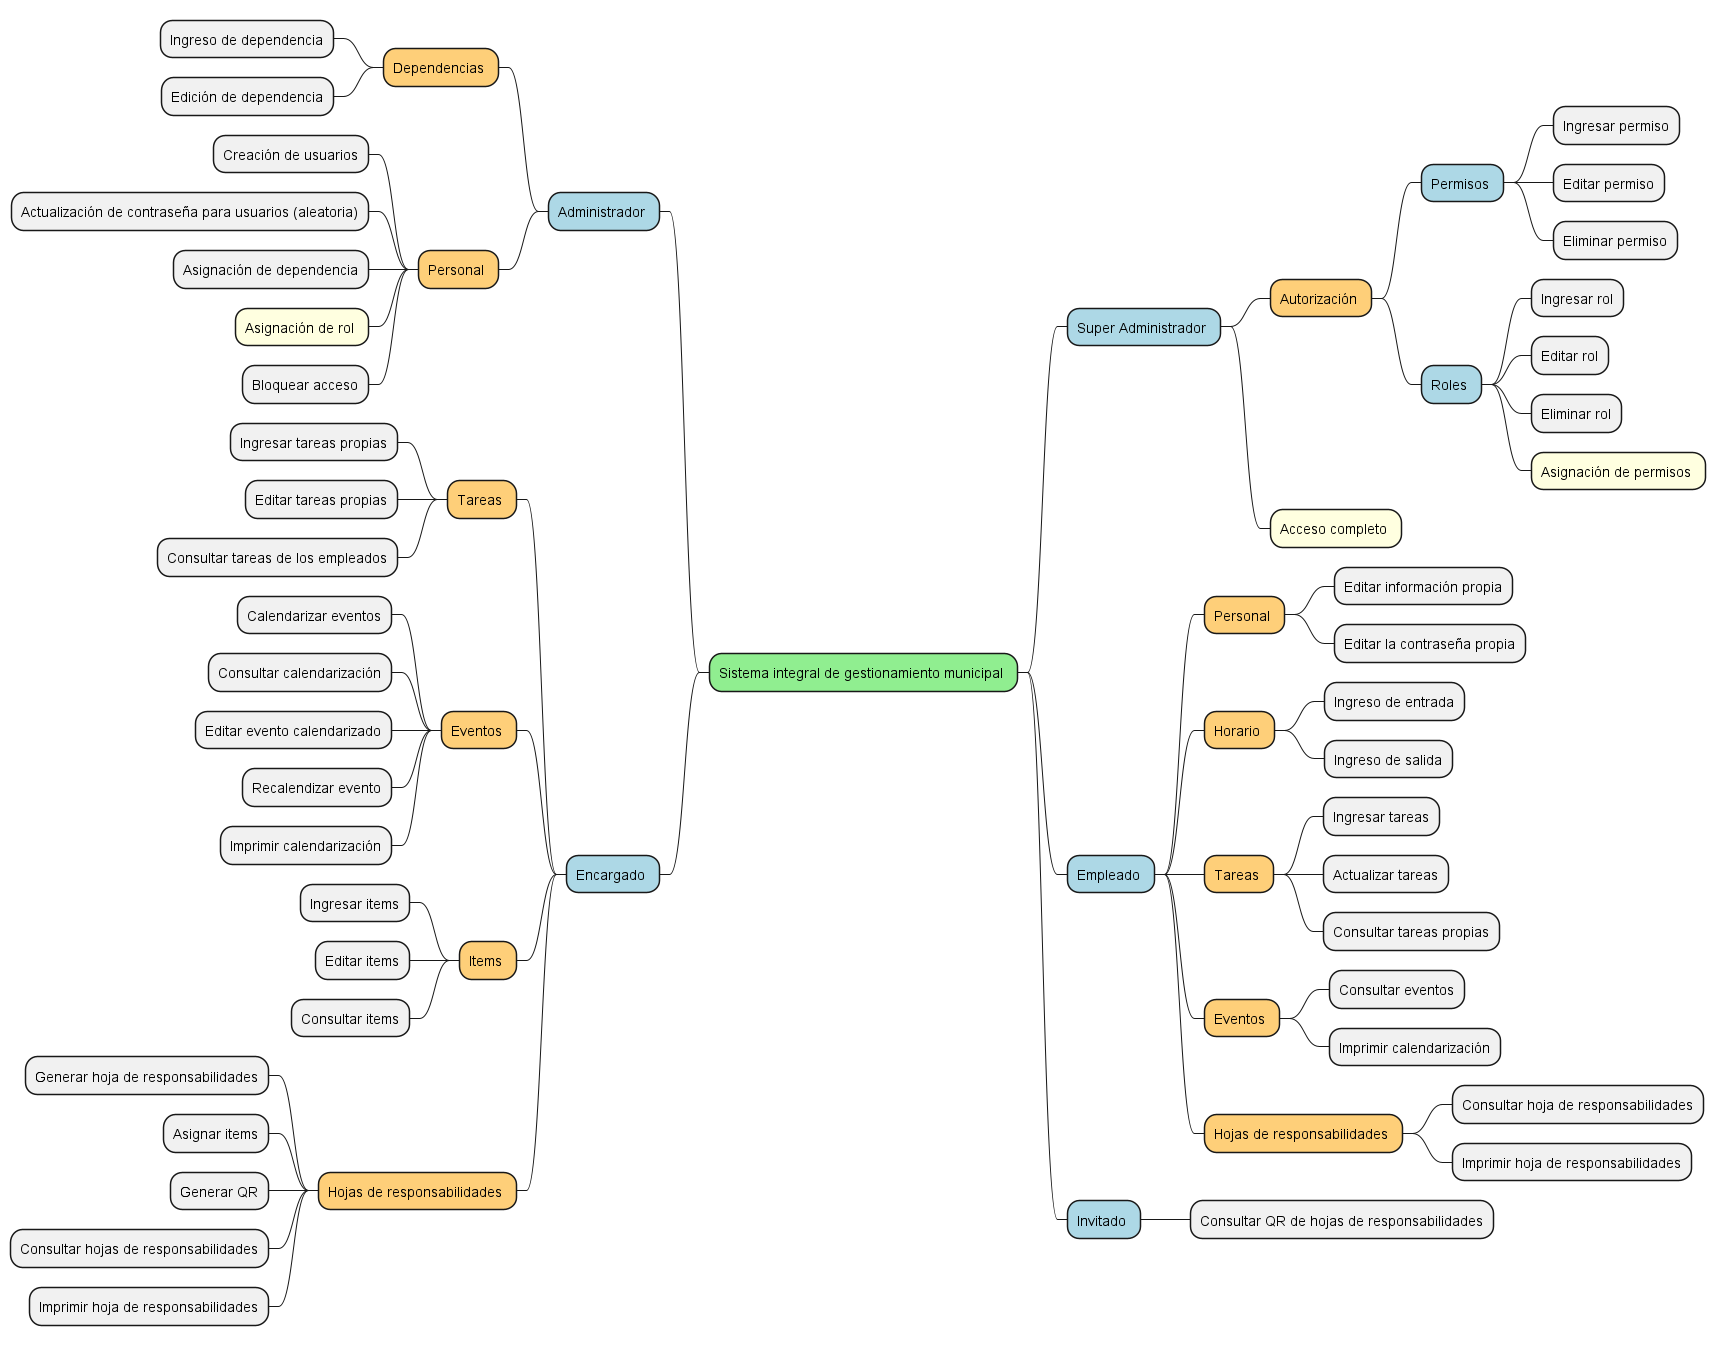 Sistema integral de gestionamiento municipal
Administrador
Dependencias
Ingreso de dependencia
Edición de dependencia
Personal
Creación de usuarios
Actualización de contraseña para usuarios (aleatoria)
Asignación de dependencia
Asignación de rol
Bloquear acceso
Encargado
Tareas
Ingresar tareas propias
Editar tareas propias
Consultar tareas de los empleados
Eventos
Calendarizar eventos
Consultar calendarización
Editar evento calendarizado
Recalendizar evento
Imprimir calendarización
Items
Ingresar items
Editar items
Consultar items
Hojas de responsabilidades
Generar hoja de responsabilidades
Asignar items
Generar QR
Consultar hojas de responsabilidades
Imprimir hoja de responsabilidades
Super Administrador
Autorización
Permisos
Ingresar permiso
Editar permiso
Eliminar permiso
Roles
Ingresar rol
Editar rol
Eliminar rol
Asignación de permisos
Acceso completo
Empleado
Personal
Editar información propia
Editar la contraseña propia
Horario
Ingreso de entrada
Ingreso de salida
Tareas
Ingresar tareas
Actualizar tareas
Consultar tareas propias
Eventos
Consultar eventos
Imprimir calendarización
Hojas de responsabilidades
Consultar hoja de responsabilidades
Imprimir hoja de responsabilidades
Invitado
Consultar QR de hojas de responsabilidades